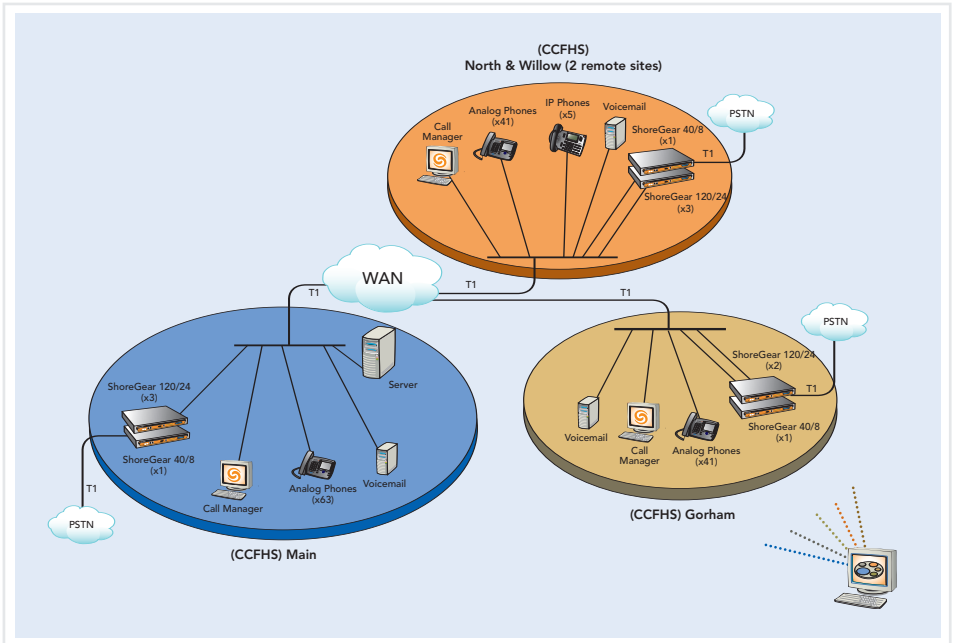 (CCFHS)
North & Willow (2 remote sites)
Call
Manager
Analog Phones
(x41)
IP Phones
(x5)
Voicemail
ShoreGear 40/8
(x1)
T1
PSTN
ShoreGear 120/24
(x3)
WAN
T1
T1
T1
Server
ShoreGear 120/24
(x3)
ShoreGear 40/8
(x1)
T1
PSTN
Call Manager
Analog Phones
(x63)
Voicemail
(CCFHS) Main
PSTN
ShoreGear 120/24
(x2)
T1
ShoreGear 40/8
(x1)
Voicemail
Call
Manager
Analog Phones
(x41)
(CCFHS) Gorham